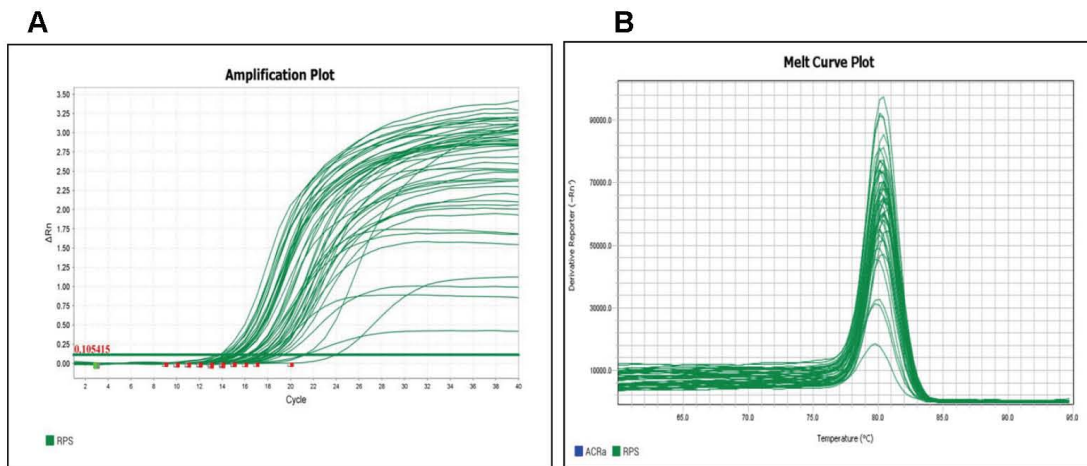 A
B
Amplification Plot
3.50
3.25
3.00
2.75
2.50
2.25
2.00
1.75
1.50
1.25
1.00
0.75
0.50
0.25
0.00
ΔRn
0.105415
2 4 6 8 10 12 14 16 18 20 22 24 26 28 30 32 34 36 38 40
Cycle
RPS
Melt Curve Plot
90000.0
70000.0
50000.0
30000.0
10000.0
Derivative Reporter (-Rn')
65.0 70.0 75.0 80.0 85.0 90.0 95.0
Temperature (°C)
ACRa RPS